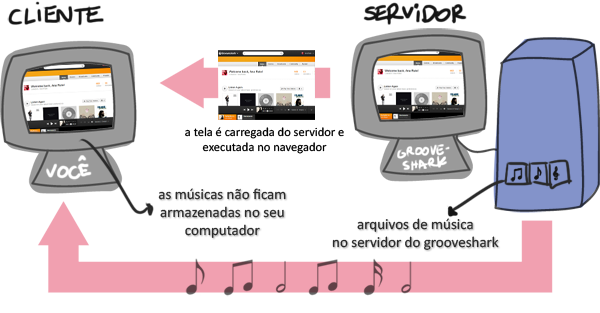 CLIENTE
SERVIDOR
a tela é carregada do servidor e
executada no navegador
VOCÊ
GROOVE-
SHARK
as músicas não ficam
armazenadas no seu
computador
arquivos de música
no servidor do grooveshark